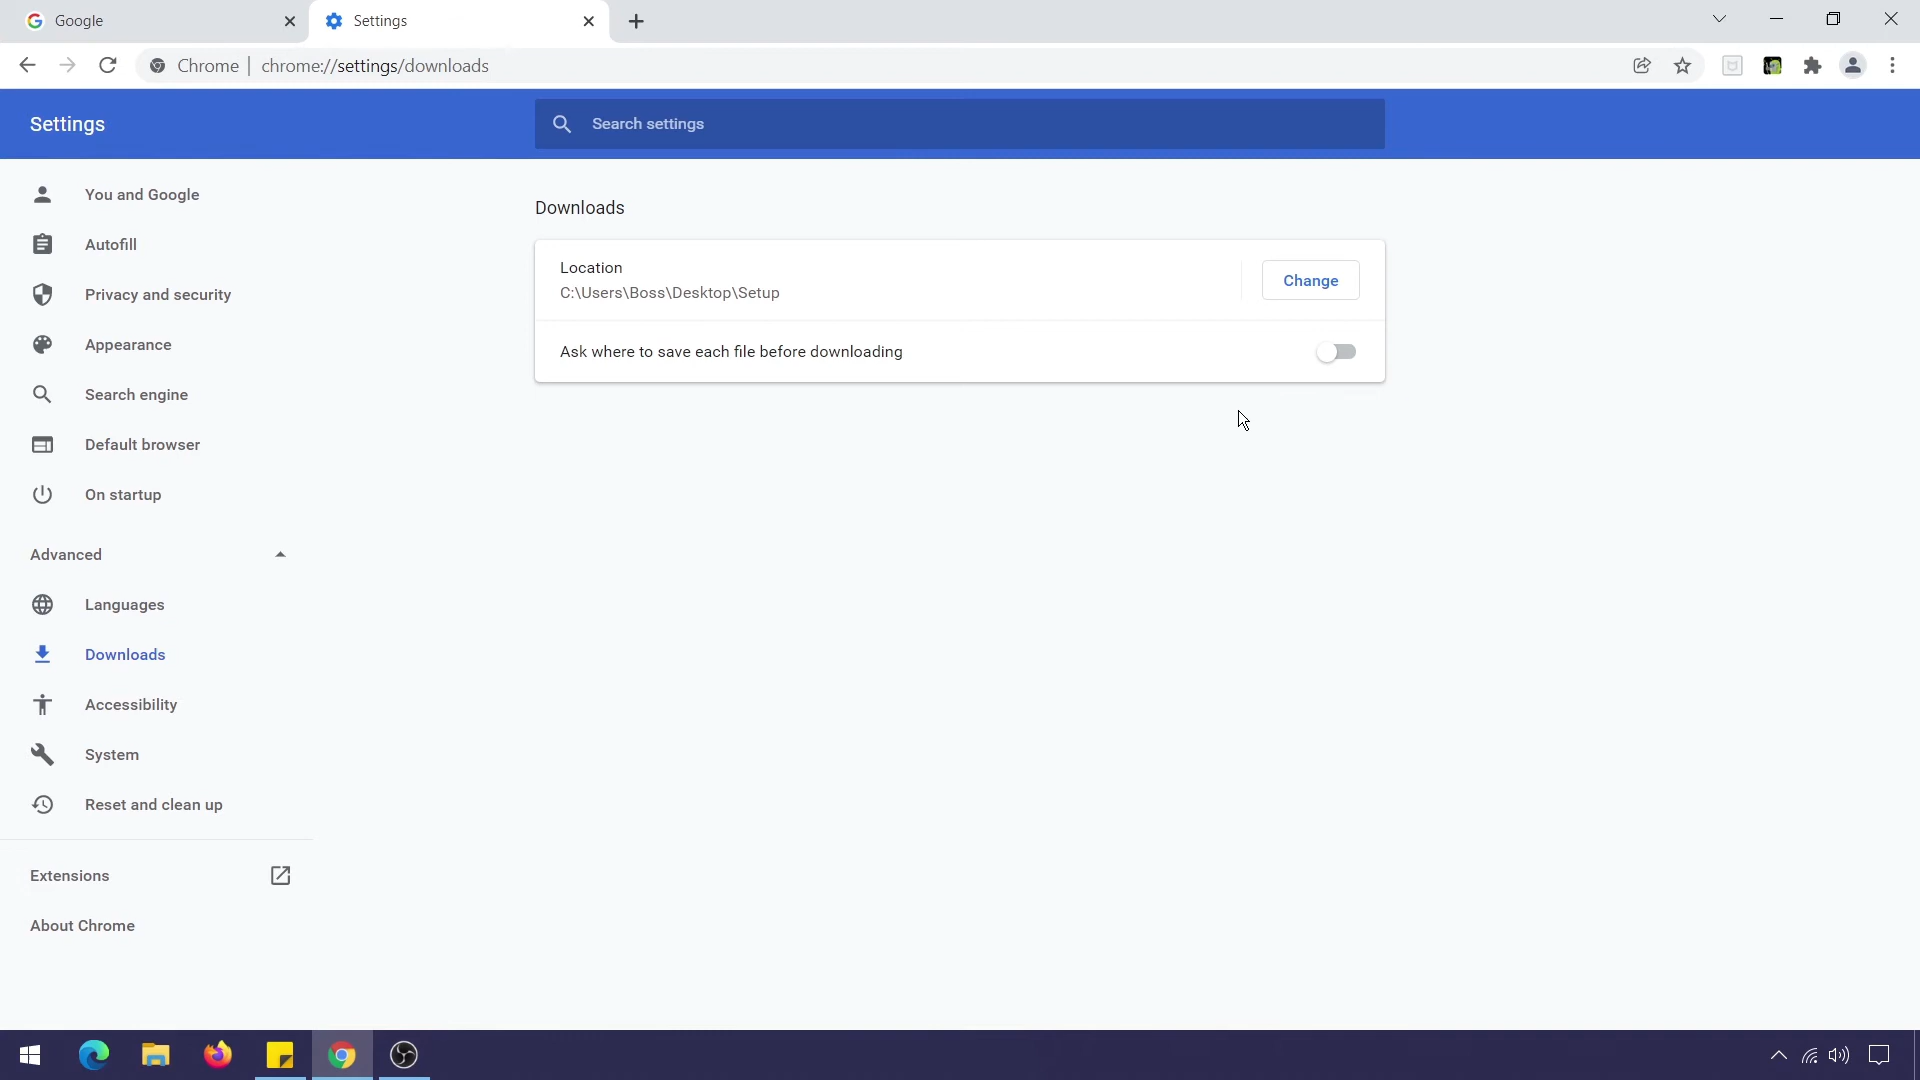 Google
Settings
Chrome
chrome://settings/downloads
Settings
Search settings
You and Google
Autofill
Privacy and security
Appearance
Search engine
Default browser
On startup
Advanced
Languages
Downloads
Accessibility
System
Reset and clean up
Extensions
About Chrome
Downloads
Location
C:\Users\Boss\Desktop\Setup
Change
Ask where to save each file before downloading